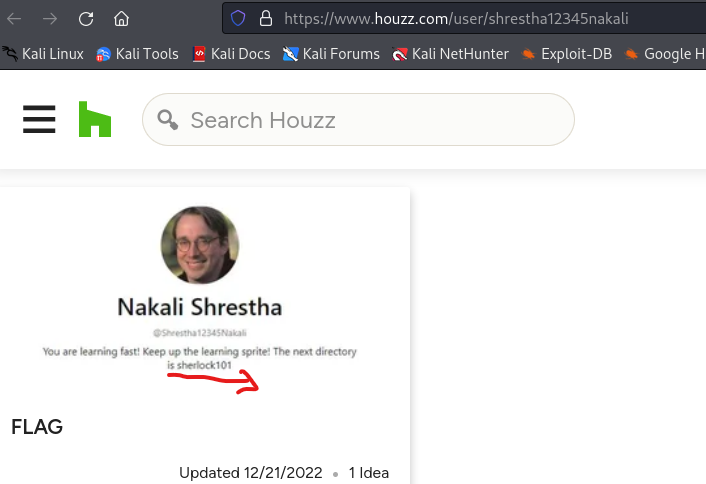 https://www.houzz.com/user/shrestha12345nakali
Kali Linux Kali Tools Kali Docs Kali Forums Kali NetHunter Exploit-DB Google H
Search Houzz
Nakali Shrestha
@Shrestha12345Nakali
You are learning fast! Keep up the learning sprite! The next directory
is sherlock101
FLAG
Updated 12/21/2022 • 1 Idea